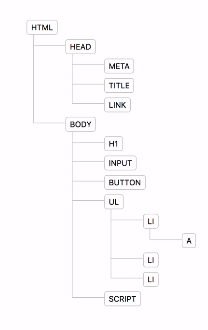 HTML
HEAD
META
TITLE
LINK
BODY
H1
INPUT
BUTTON
UL
LI
A
LI
LI
SCRIPT